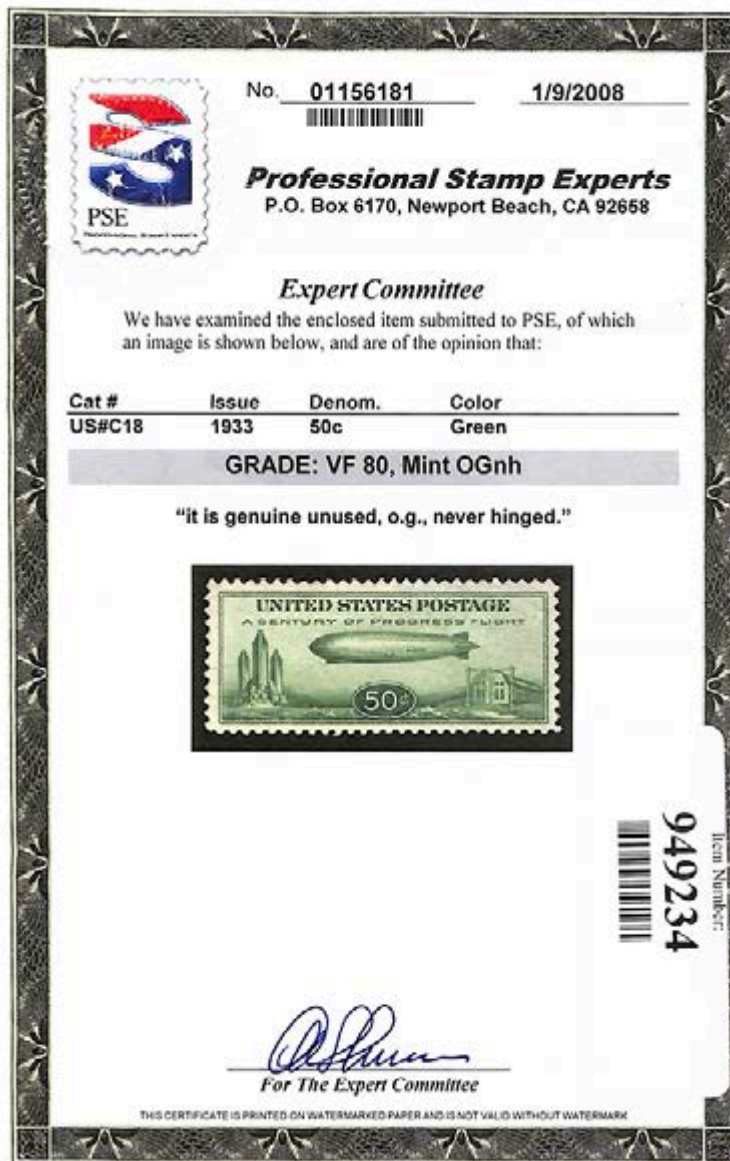 No. 01156181 1/9/2008
PSE
Professional Stamp Experts
P.O. Box 6170, Newport Beach, CA 92658
Expert Committee
We have examined the enclosed item submitted to PSE, of which
an image is shown below, and are of the opinion that:
Cat # Issue Denom. Color
US#C18 1933 50c Green
GRADE: VF 80, Mint OGnh
“it is genuine unused, o.g., never hinged.”
UNITED STATES POSTAGE
A CENTURY OF PROGRESS FLIGHT
50¢
Item Number:
949234
For The Expert Committee
THIS CERTIFICATE IS PRINTED ON WATERMARKED PAPER AND IS NOT VALID WITHOUT WATERMARK